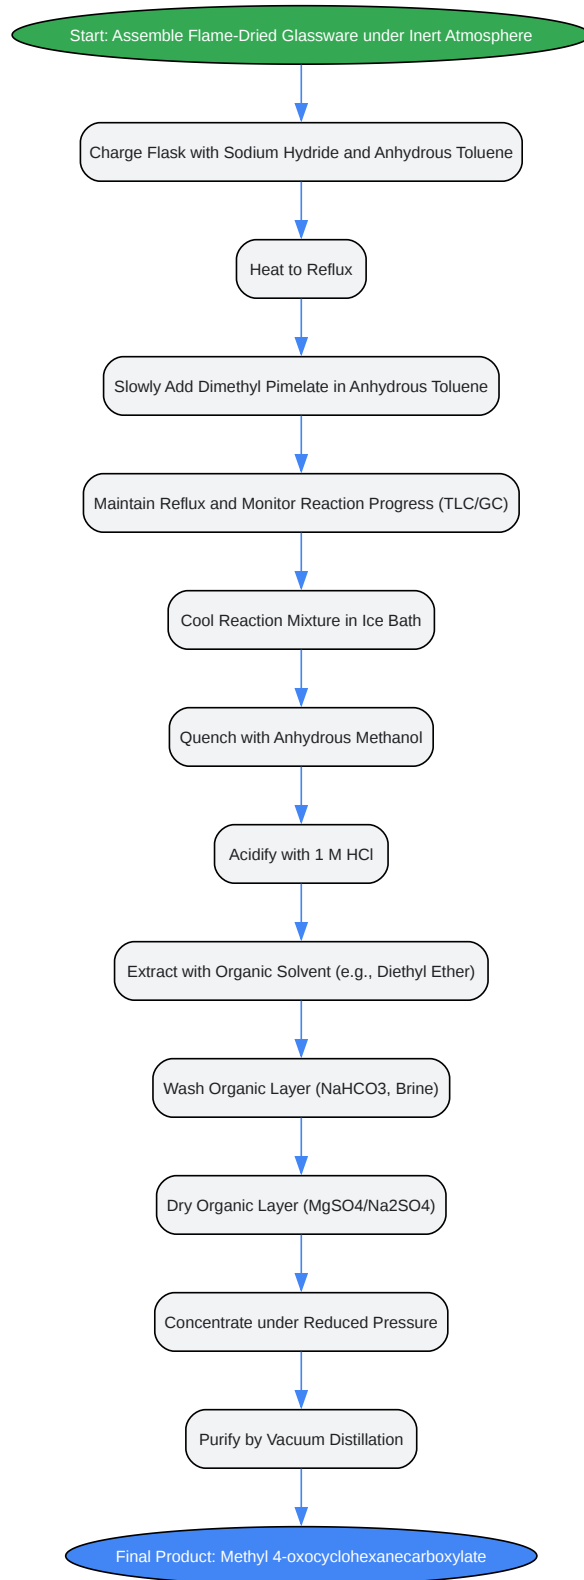 Start: Assemble Flame-Dried Glassware under Inert Atmosphere
Charge Flask with Sodium Hydride and Anhydrous Toluene
Heat to Reflux
Slowly Add Dimethyl Pimelate in Anhydrous Toluene
Maintain Reflux and Monitor Reaction Progress (TLC/GC)
Cool Reaction Mixture in Ice Bath
Quench with Anhydrous Methanol
Acidify with 1 M HCl
Extract with Organic Solvent (e.g., Diethyl Ether)
Wash Organic Layer (NaHCO3, Brine)
Dry Organic Layer (MgSO4/Na2SO4)
Concentrate under Reduced Pressure
Purify by Vacuum Distillation
Final Product: Methyl 4-oxocyclohexanecarboxylate